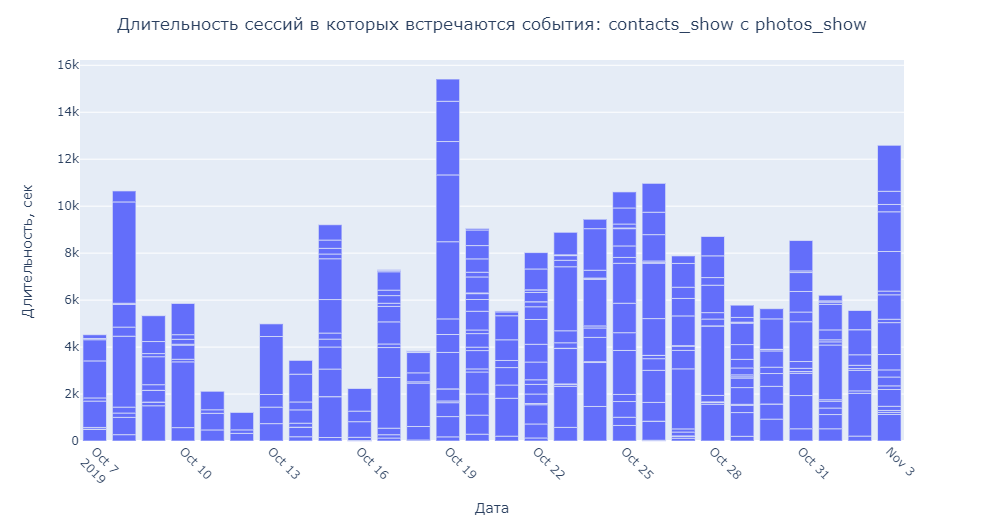 Длительность сессий в которых встречаются события: contacts_show с photos_show
16k
14k
12k
10k
8k
6k
4k
2k
0
Длительность, сек
Oct 7
2019
Oct 10
Oct 13
Oct 16
Oct 19
Oct 22
Oct 25
Oct 28
Oct 31
Nov 3
Дата